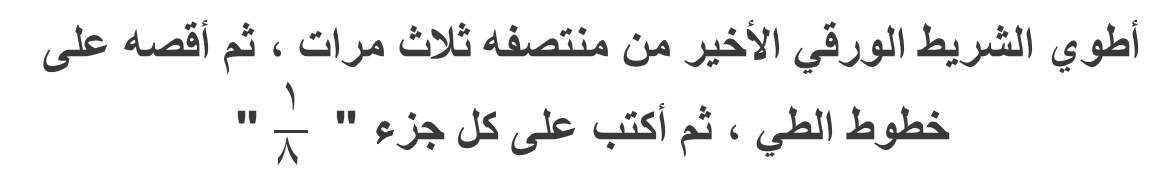 أطوي الشريط الورقي الأخير من منتصفه ثلاث مرات ، ثم أقصه على
خطوط الطي ، ثم أكتب على كل جزء " ١/٨ "